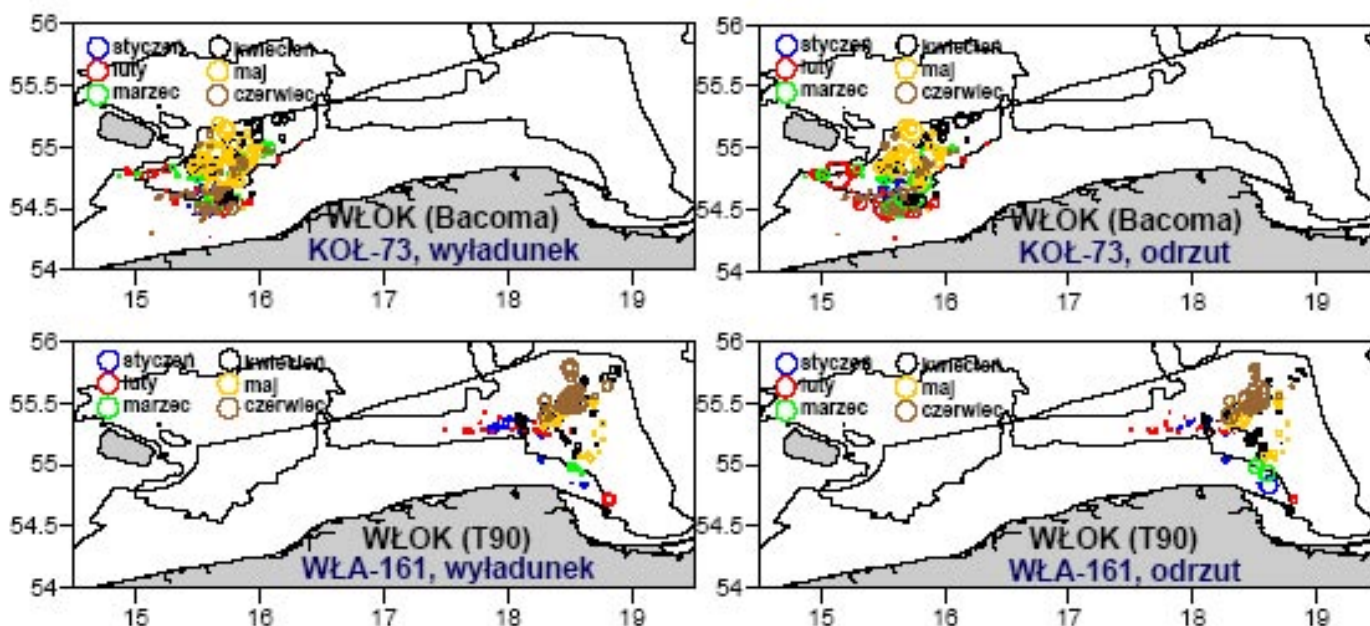 56
55.5
55
54.5
54
styczeń
luty
marzec
kwiecień
maj
czerwiec
WŁOK (Bacoma)
KOŁ-73, wyładunek
15 16 17 18 19
56
55.5
55
54.5
54
styczeń
luty
marzec
kwiecień
maj
czerwiec
WŁOK (Bacoma)
KOŁ-73, odrzut
15 16 17 18 19
56
55.5
55
54.5
54
styczeń
luty
marzec
kwiecień
maj
czerwiec
WŁOK (T90)
WŁA-161, wyładunek
15 16 17 18 19
56
55.5
55
54.5
54
styczeń
luty
marzec
kwiecień
maj
czerwiec
WŁOK (T90)
WŁA-161, odrzut
15 16 17 18 19